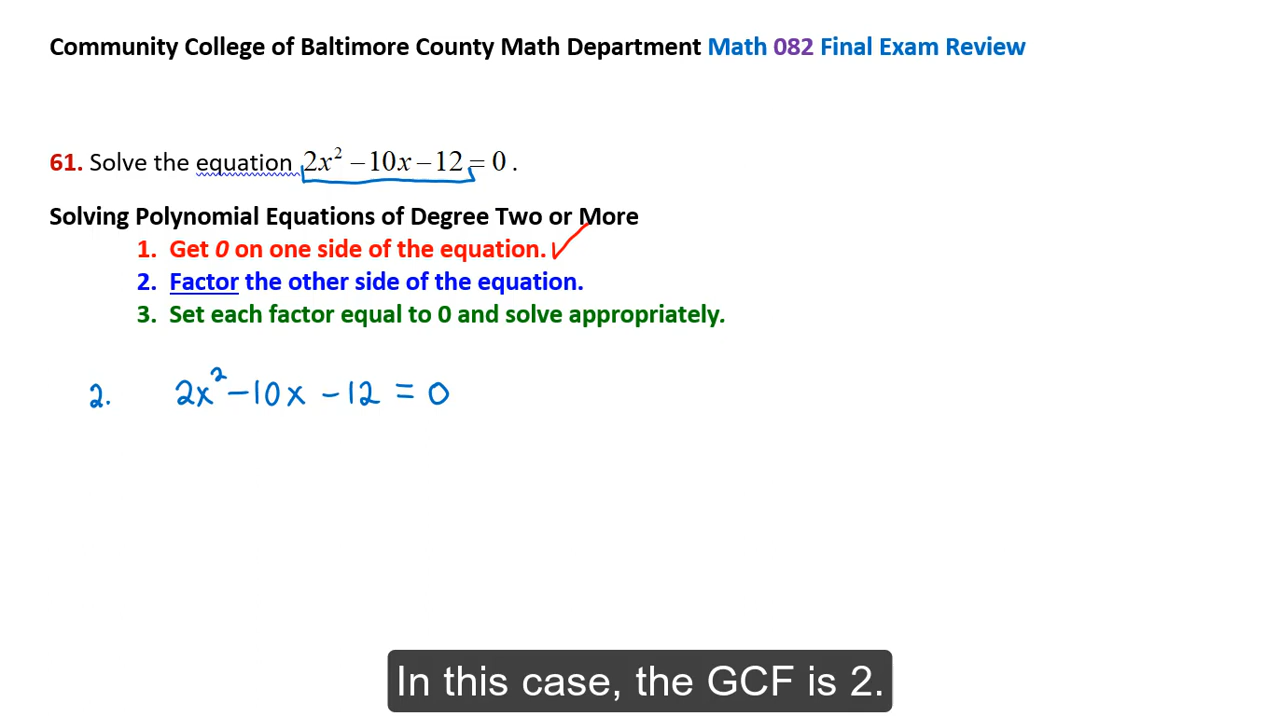 Community College of Baltimore County Math Department Math 082 Final Exam Review
61. Solve the equation 2x² – 10x – 12 = 0 .
Solving Polynomial Equations of Degree Two or More
1. Get 0 on one side of the equation. ✓
2. Factor the other side of the equation.
3. Set each factor equal to 0 and solve appropriately.
2. 2x² – 10x – 12 = 0
In this case, the GCF is 2.